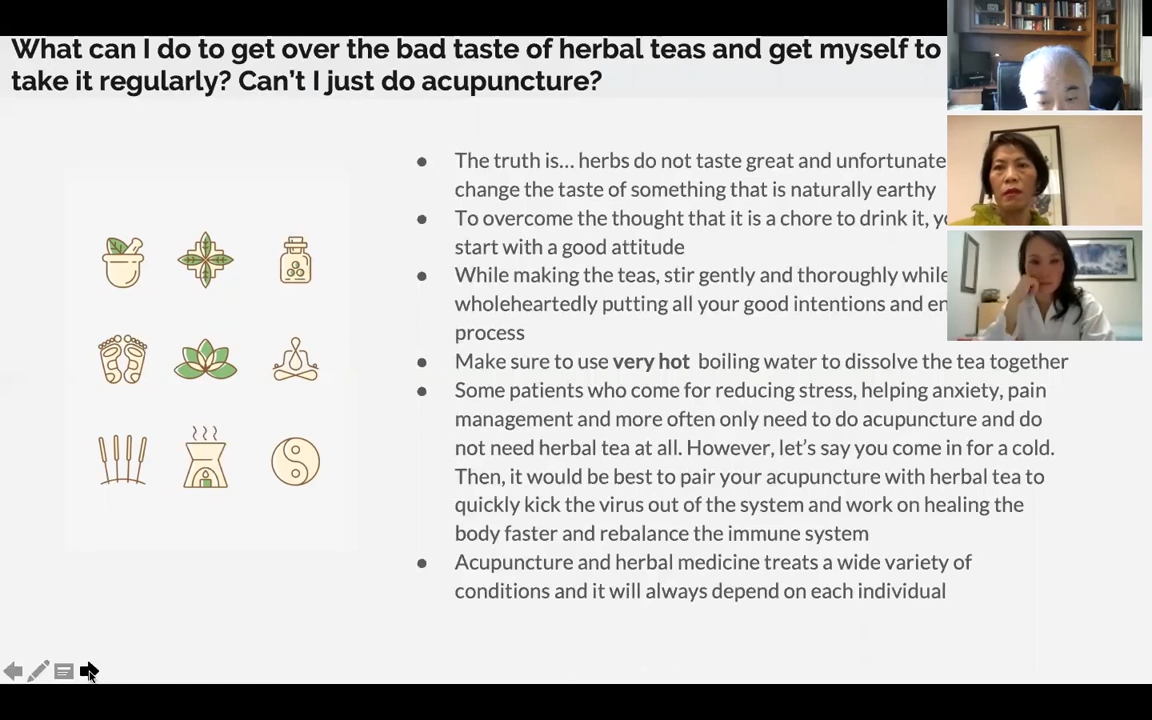 What can I do to get over the bad taste of herbal teas and get myself to
take it regularly? Can't I just do acupuncture?
● The truth is... herbs do not taste great and unfortunate
change the taste of something that is naturally earthy
● To overcome the thought that it is a chore to drink it,
start with a good attitude
● While making the teas, stir gently and thoroughly while
wholeheartedly putting all your good intentions and
process
● Make sure to use very hot boiling water to dissolve the tea together
● Some patients who come for reducing stress, helping anxiety, pain
management and more often only need to do acupuncture and do
not need herbal tea at all. However, let's say you come in for a cold.
Then, it would be best to pair your acupuncture with herbal tea to
quickly kick the virus out of the system and work on healing the
body faster and rebalance the immune system
● Acupuncture and herbal medicine treats a wide variety of
conditions and it will always depend on each individual